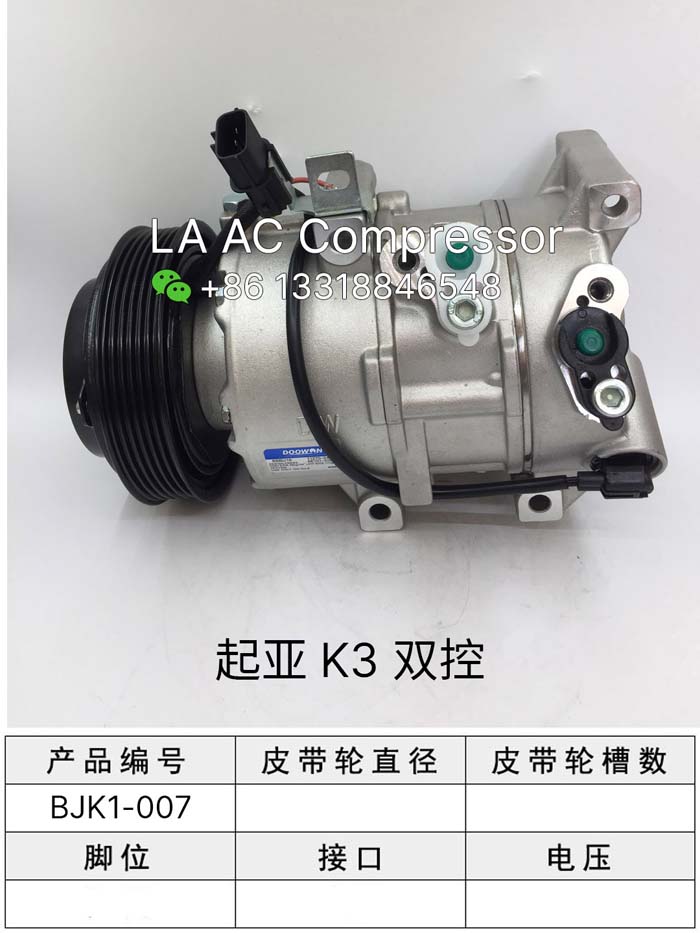 LA AC Compressor
+86 13318846548
DW
DOOWON
起亚 K3 双控
产品编号 皮带轮直径 皮带轮槽数
BJK1-007
脚位 接口 电压